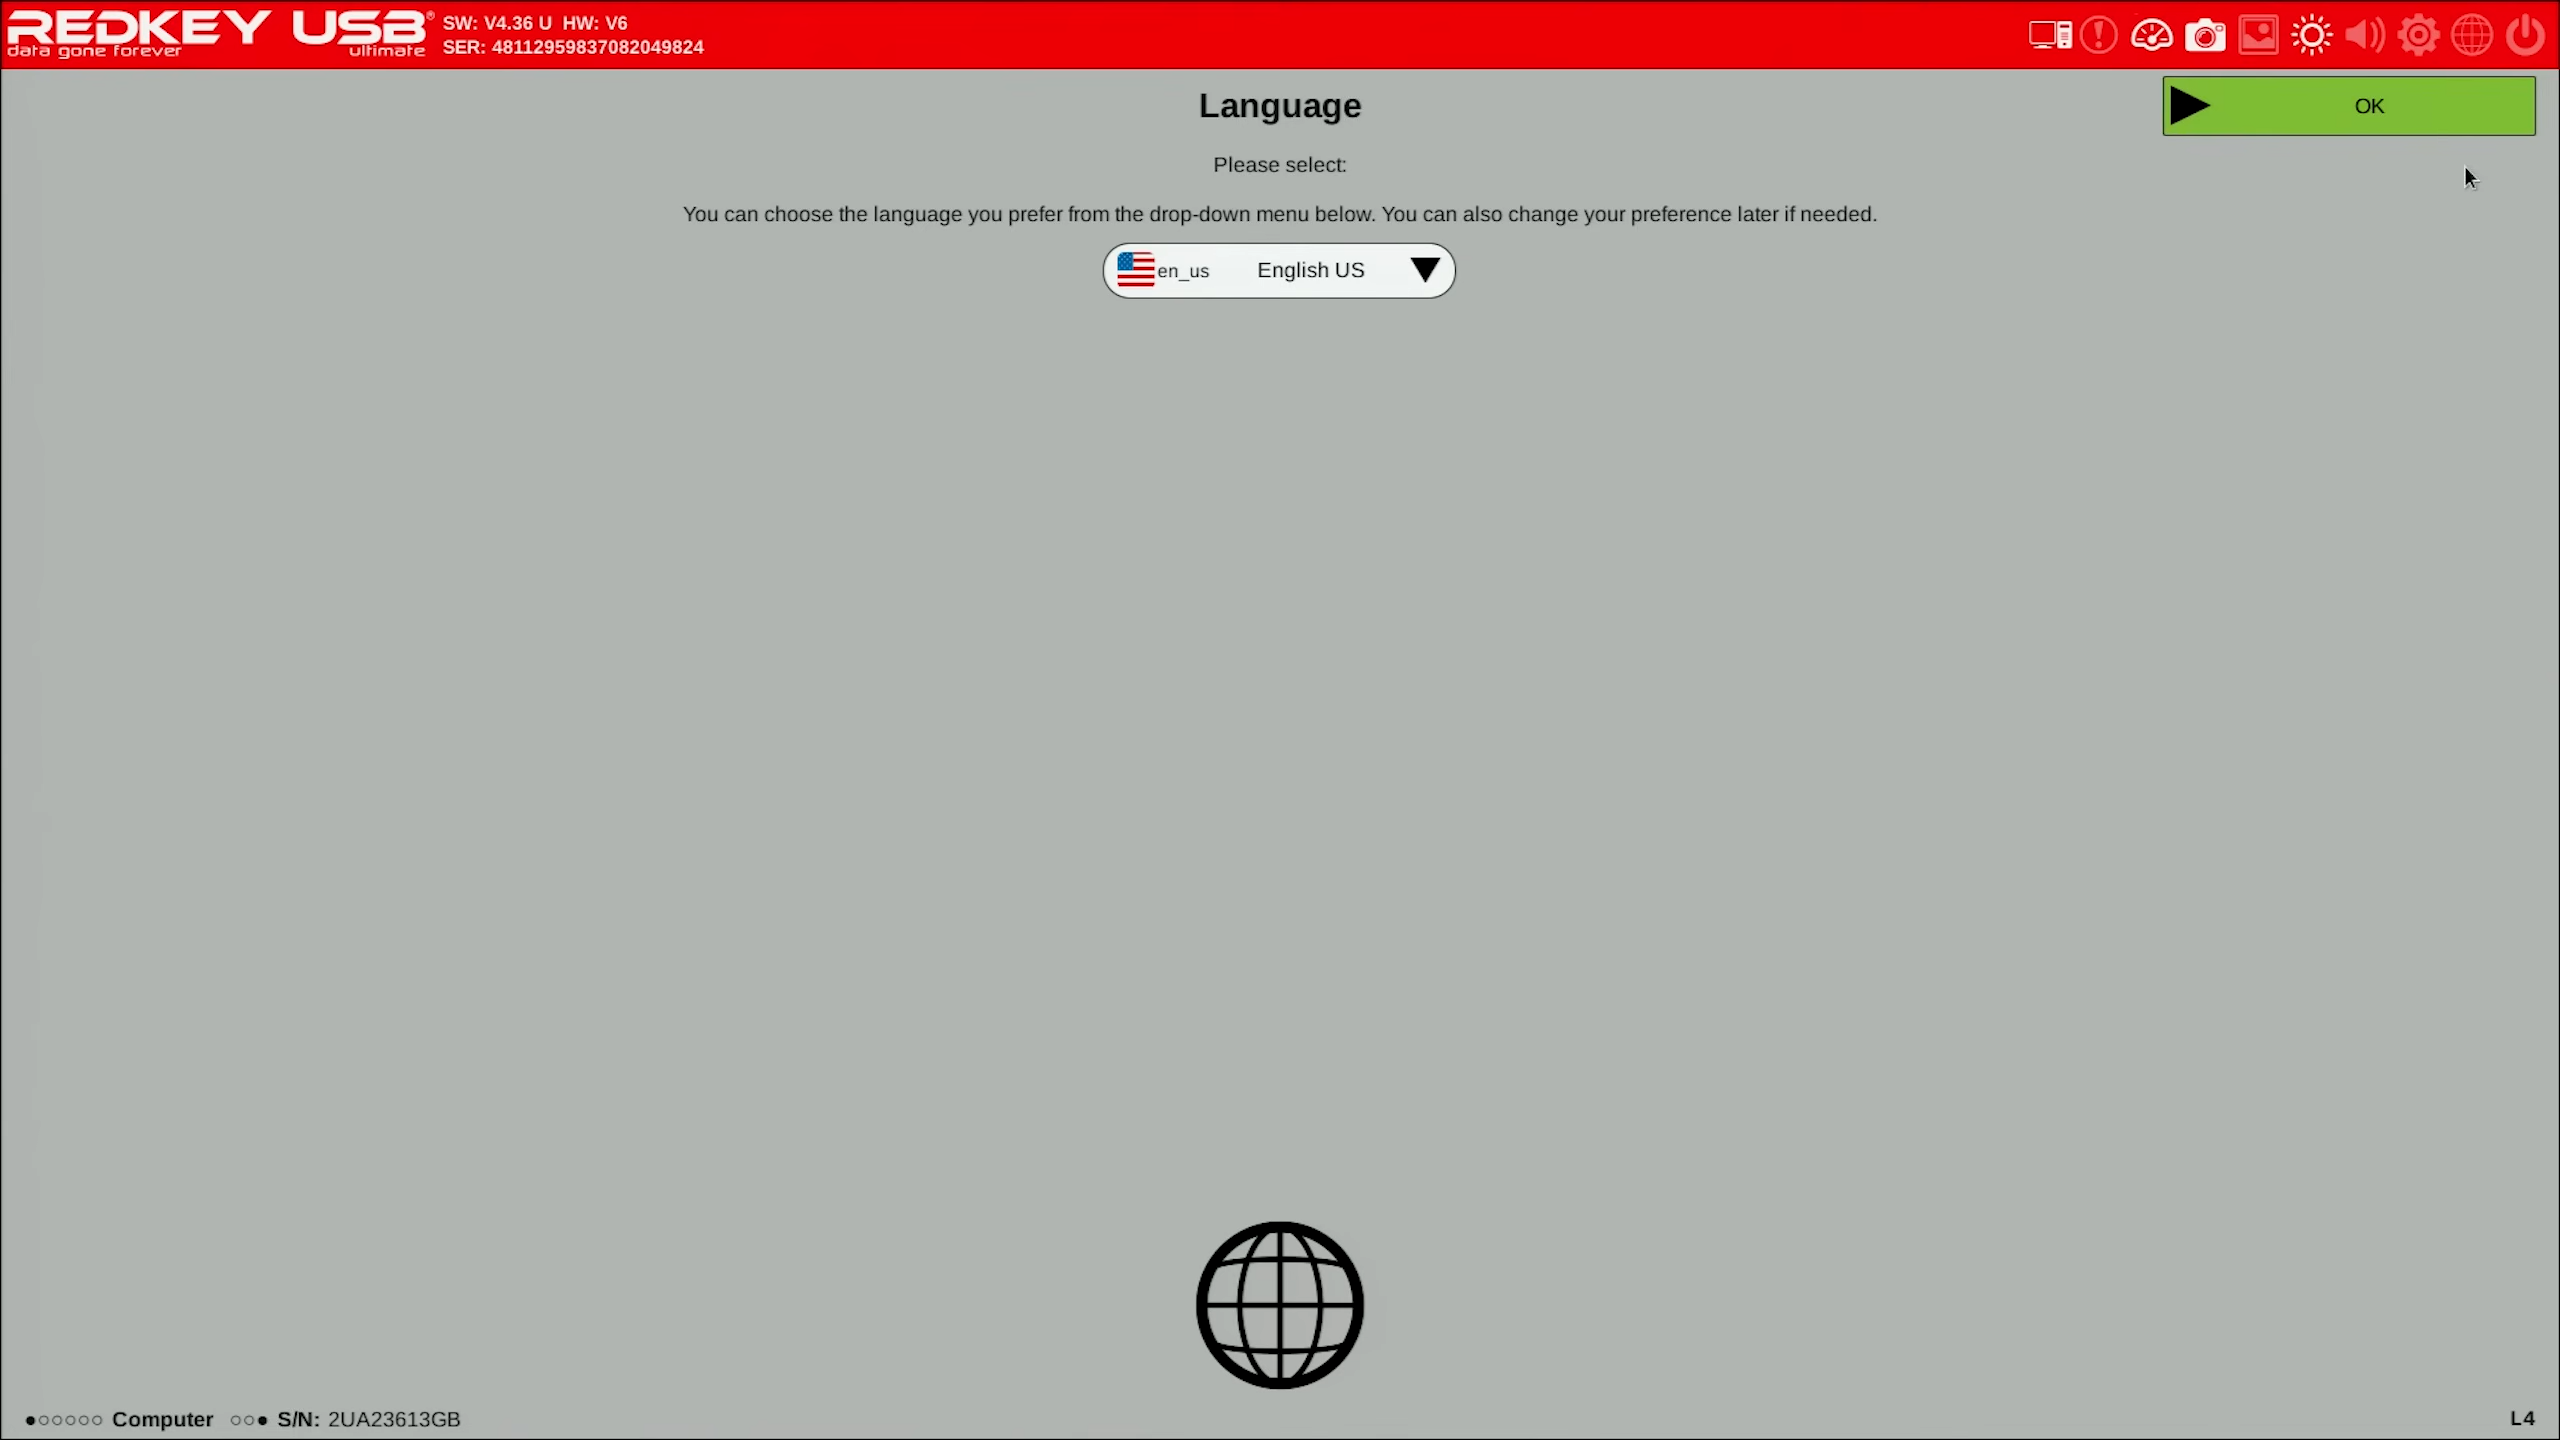 REDKEY USB®
data gone forever ultimate
SW: V4.36 U HW: V6
SER: 48112959837082049824
Language
OK
Please select:
You can choose the language you prefer from the drop-down menu below. You can also change your preference later if needed.
en_us English US
Computer S/N: 2UA23613GB
L4